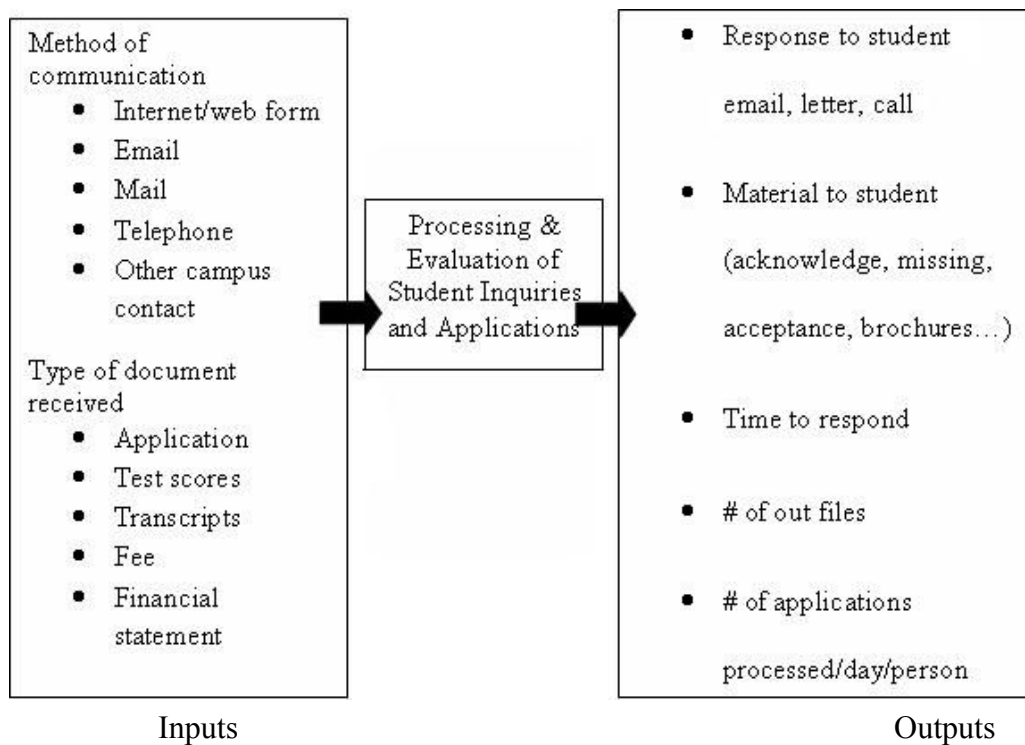 Method of
communication
• Internet/web form
• Email
• Mail
• Telephone
• Other campus
contact
Type of document
received
• Application
• Test scores
• Transcripts
• Fee
• Financial
statement
Processing &
Evaluation of
Student Inquiries
and Applications
• Response to student
email, letter, call
• Material to student
(acknowledge, missing,
acceptance, brochures…)
• Time to respond
• # of out files
• # of applications
processed/day/person
Inputs
Outputs